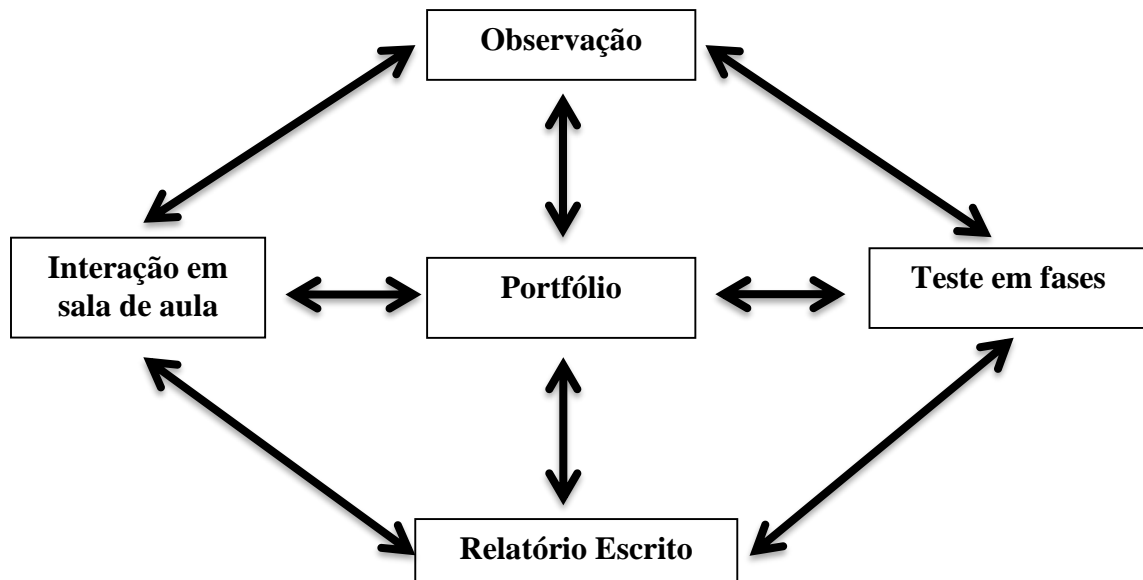 Observação
Interação em
sala de aula
Portfólio
Teste em fases
Relatório Escrito